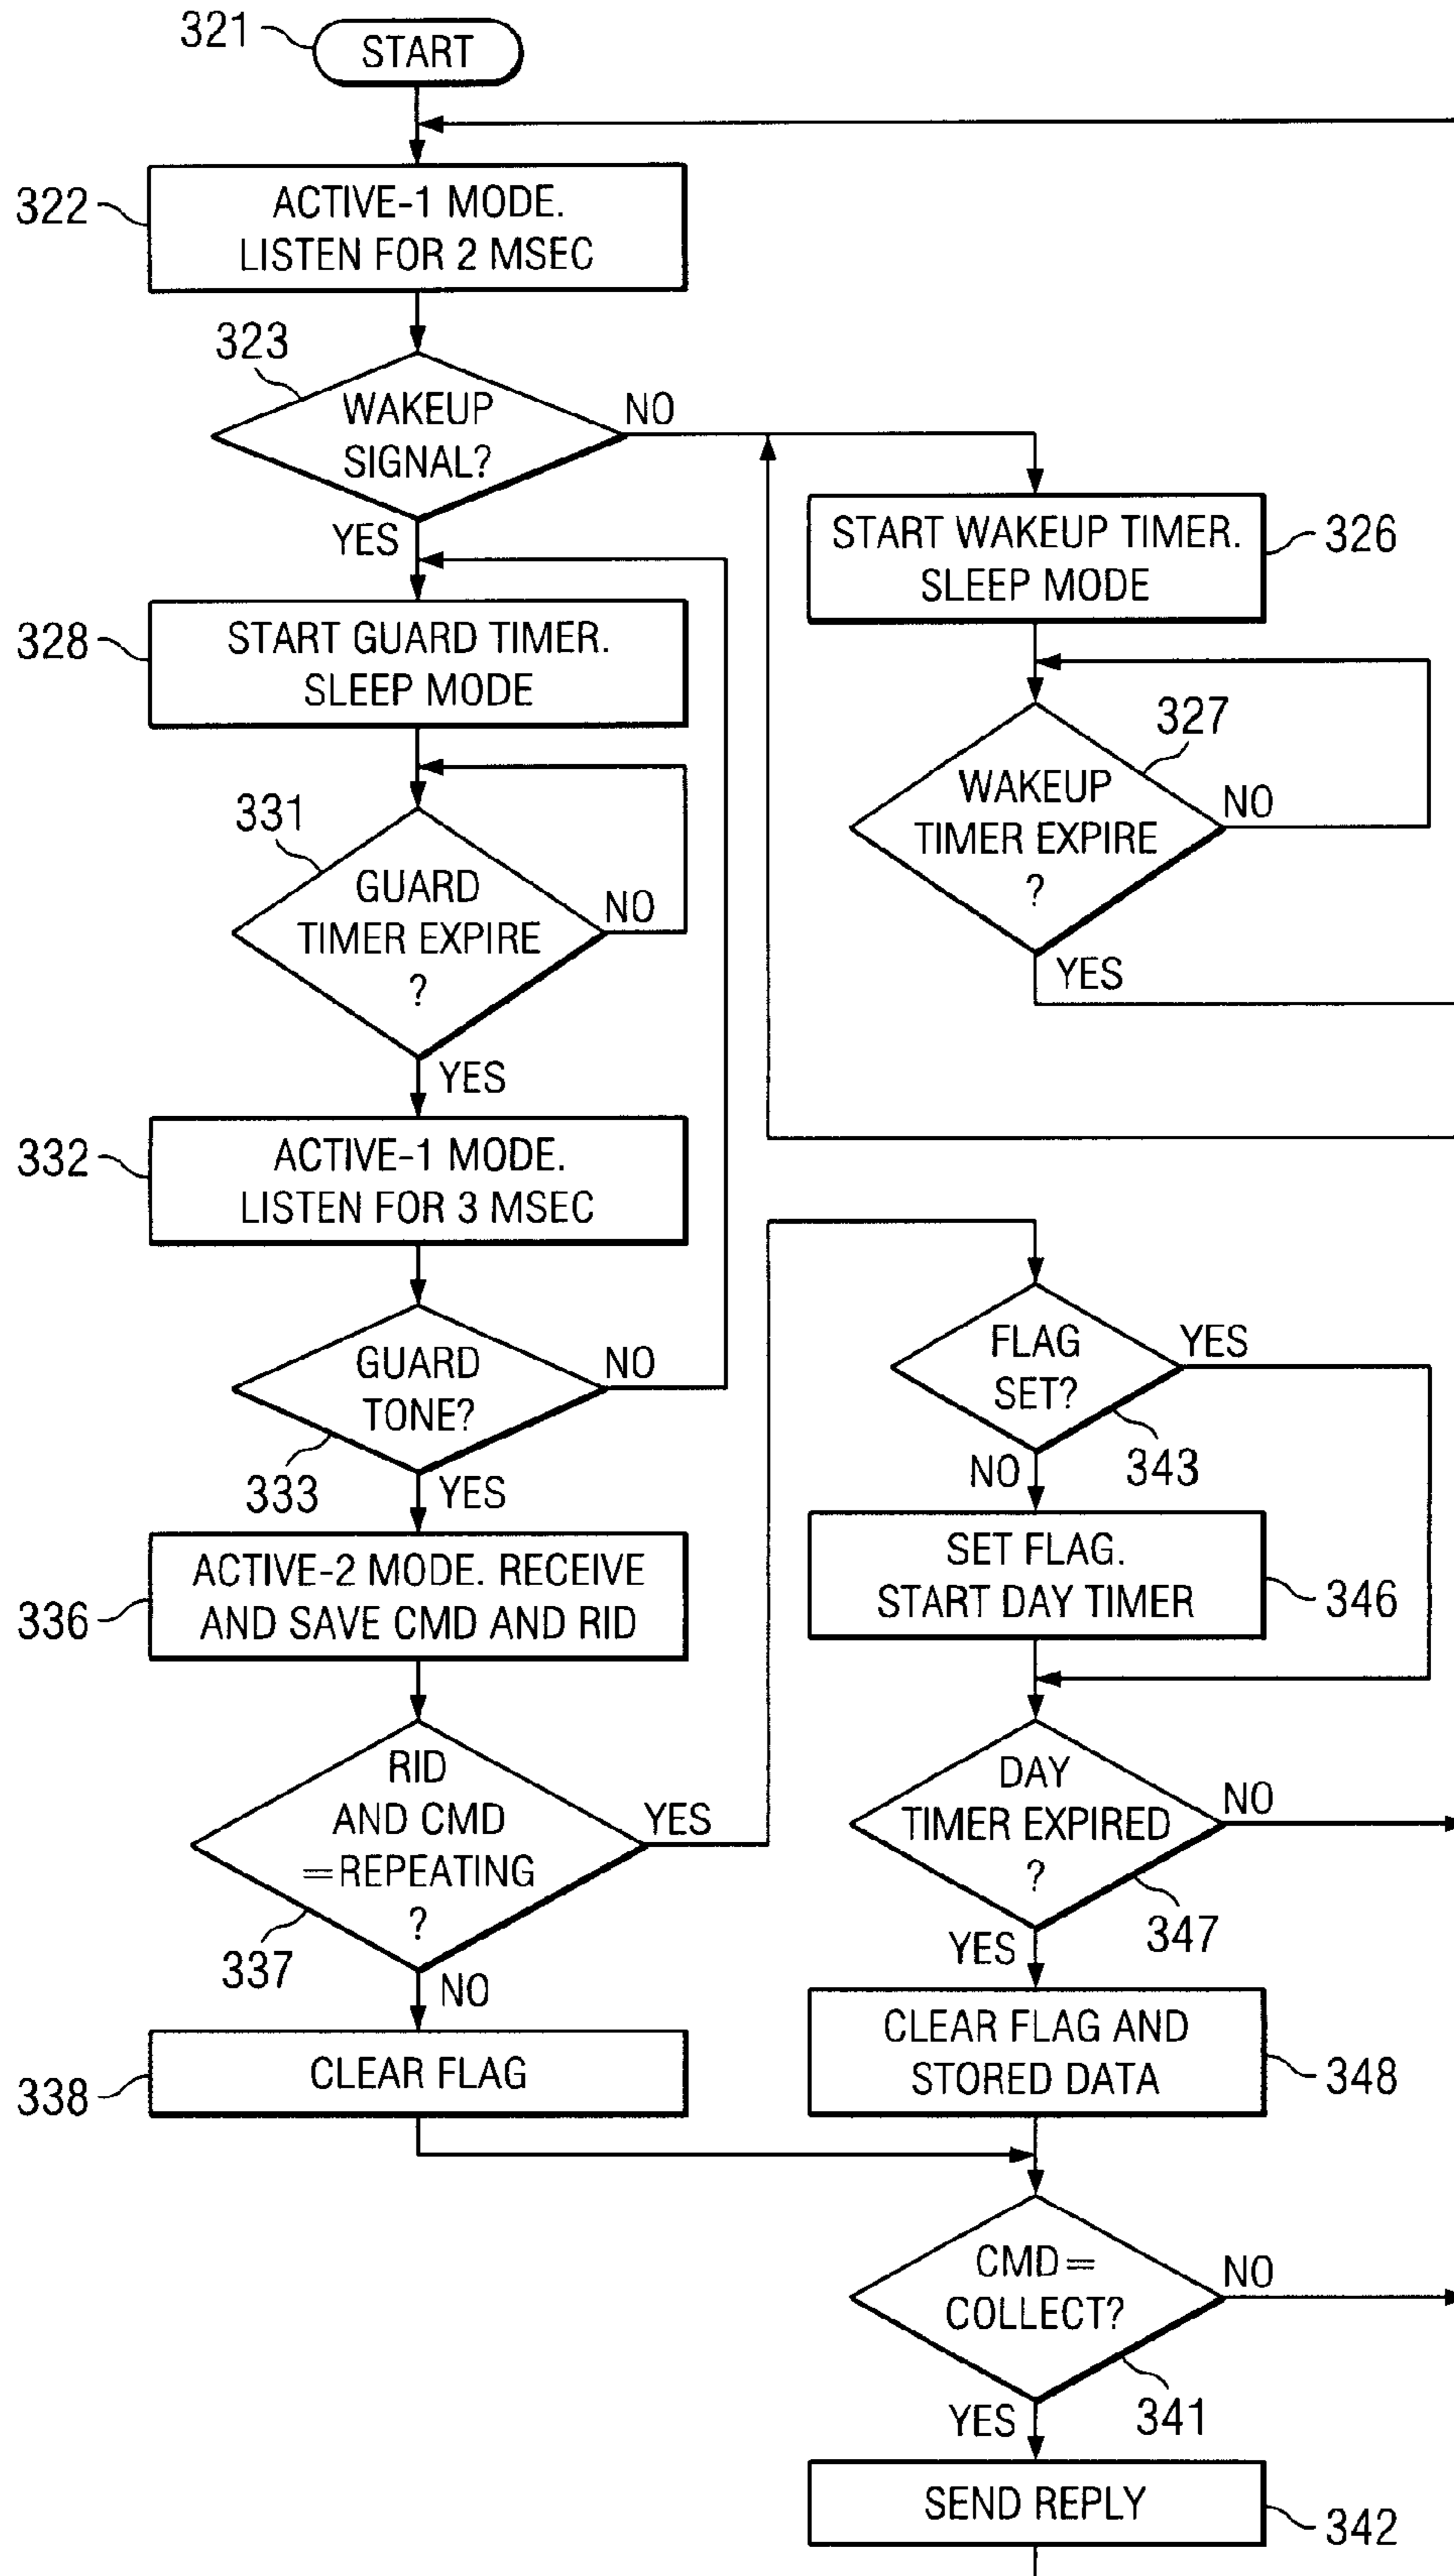 321
START
322
ACTIVE-1 MODE.
LISTEN FOR 2 MSEC
323
WAKEUP
SIGNAL?
NO
YES
START WAKEUP TIMER.
SLEEP MODE
326
328
START GUARD TIMER.
SLEEP MODE
327
WAKEUP
TIMER EXPIRE
?
NO
YES
331
GUARD
TIMER EXPIRE
?
NO
YES
332
ACTIVE-1 MODE.
LISTEN FOR 3 MSEC
GUARD
TONE?
NO
333
YES
FLAG
SET?
YES
343
NO
336
ACTIVE-2 MODE. RECEIVE
AND SAVE CMD AND RID
SET FLAG.
START DAY TIMER
346
RID
AND CMD
=REPEATING
?
YES
337
NO
DAY
TIMER EXPIRED
?
NO
347
YES
338
CLEAR FLAG
CLEAR FLAG AND
STORED DATA
348
CMD=
COLLECT?
NO
341
YES
SEND REPLY
342